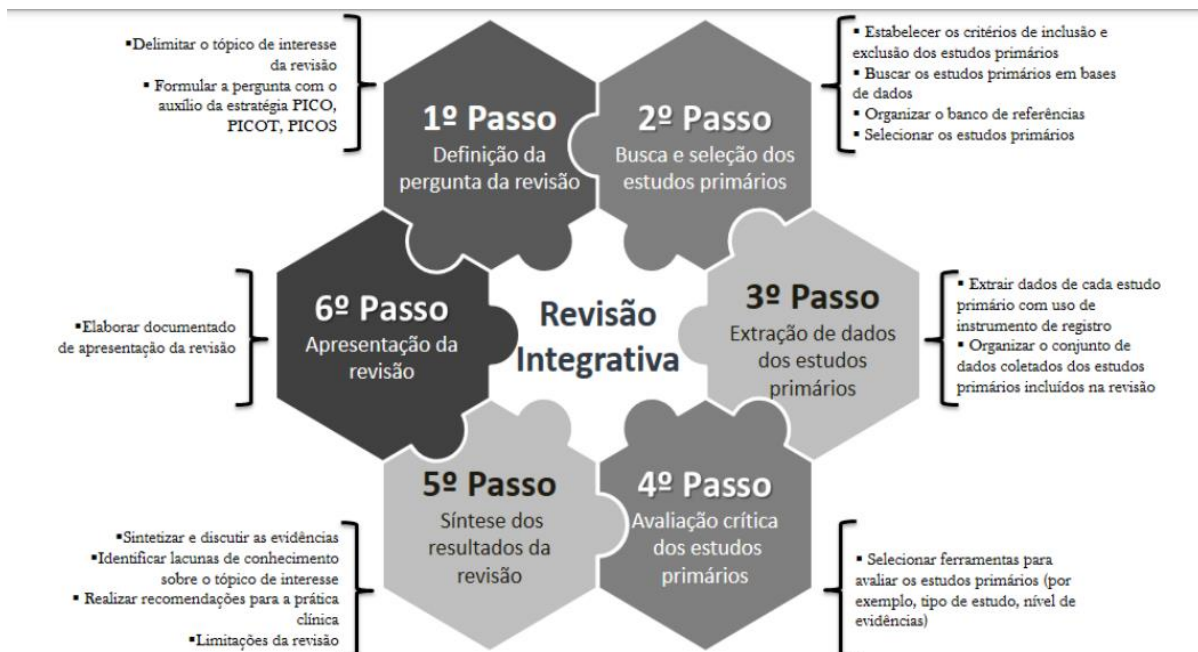 ▪Delimitar o tópico de interesse
da revisão
▪ Formular a pergunta com o
auxílio da estratégia PICO,
PICOT, PICOS
1º Passo
Definição da
pergunta da revisão
2º Passo
Busca e seleção dos
estudos primários
▪ Estabelecer os critérios de inclusão e
exclusão dos estudos primários
▪ Buscar os estudos primários em bases
de dados
▪ Organizar o banco de referências
▪ Selecionar os estudos primários
3º Passo
Extração de dados
dos estudos
primários
▪ Extrair dados de cada estudo
primário com uso de
instrumento de registro
▪ Organizar o conjunto de
dados coletados dos estudos
primários incluídos na revisão
Revisão
Integrativa
6º Passo
Apresentação da
revisão
▪Elaborar documentado
de apresentação da revisão
5º Passo
Síntese dos
resultados da
revisão
▪Sintetizar e discutir as evidências
▪Identificar lacunas de conhecimento
sobre o tópico de interesse
▪ Realizar recomendações para a prática
clínica
▪Limitações da revisão
4º Passo
Avaliação crítica
dos estudos
primários
▪ Selecionar ferramentas para
avaliar os estudos primários (por
exemplo, tipo de estudo, nível de
evidências)